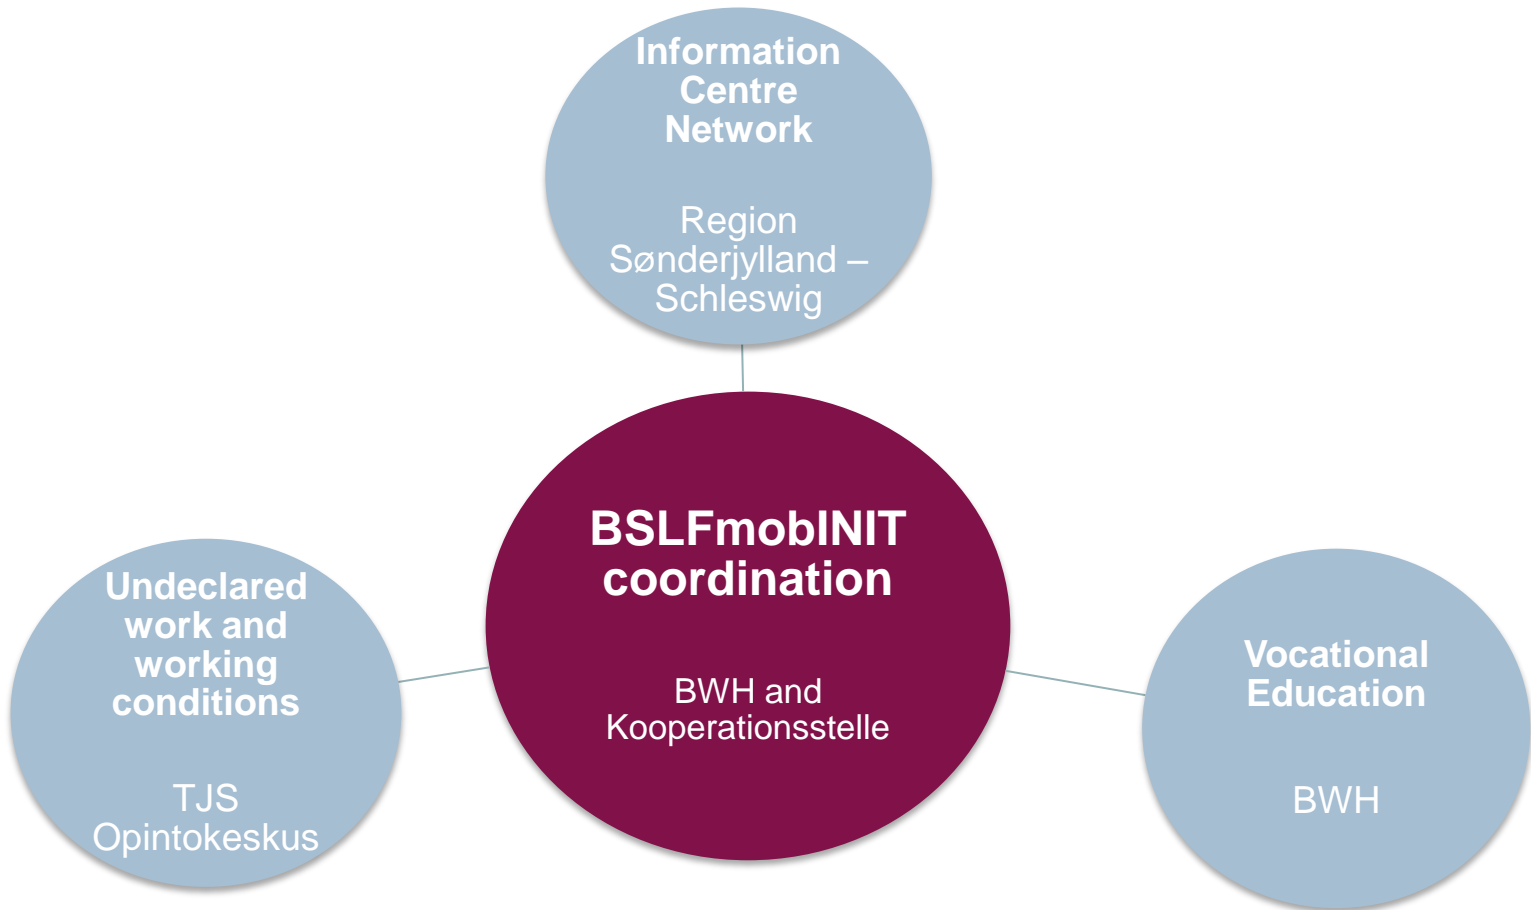 Information
Centre
Network
Region
Sønderjylland –
Schleswig
BSLFmobINIT
coordination
BWH and
Kooperationsstelle
Undeclared
work and
working
conditions
TJS
Opintokeskus
Vocational
Education
BWH